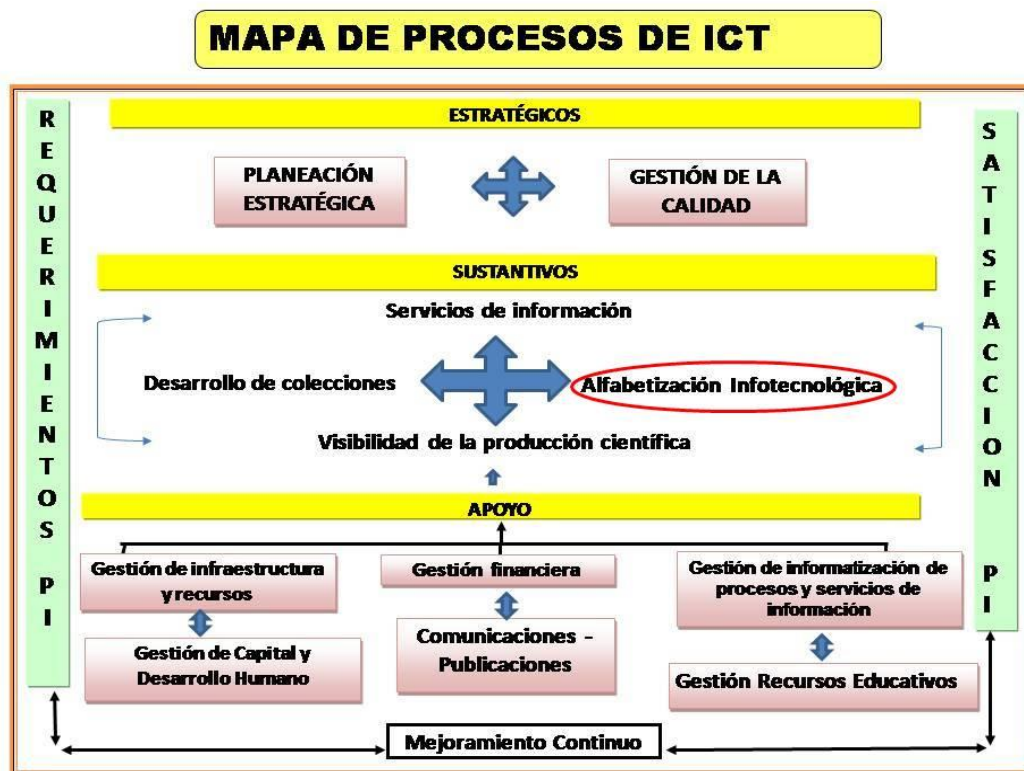 MAPA DE PROCESOS DE ICT
REQUERIMIENTOS PI
ESTRATÉGICOS
PLANEACIÓN
ESTRATÉGICA
GESTIÓN DE LA
CALIDAD
SUSTANTIVOS
Servicios de información
Desarrollo de colecciones
Alfabetización Infotecnológica
Visibilidad de la producción científica
APOYO
Gestión de infraestructura
y recursos
Gestión financiera
Gestión de informatización de
procesos y servicios de
información
Gestión de Capital y
Desarrollo Humano
Comunicaciones -
Publicaciones
Gestión Recursos Educativos
Mejoramiento Continuo
SATISFACCION PI